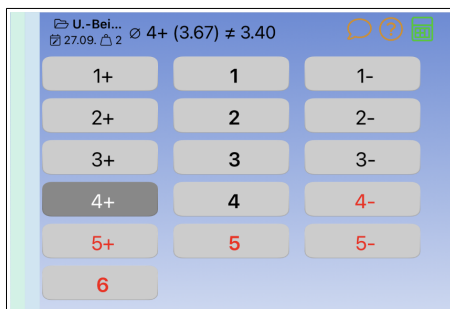 U.-Bei...
27.09. 2
⌀ 4+ (3.67) ≠ 3.40
1+ 1 1-
2+ 2 2-
3+ 3 3-
4+ 4 4-
5+ 5 5-
6